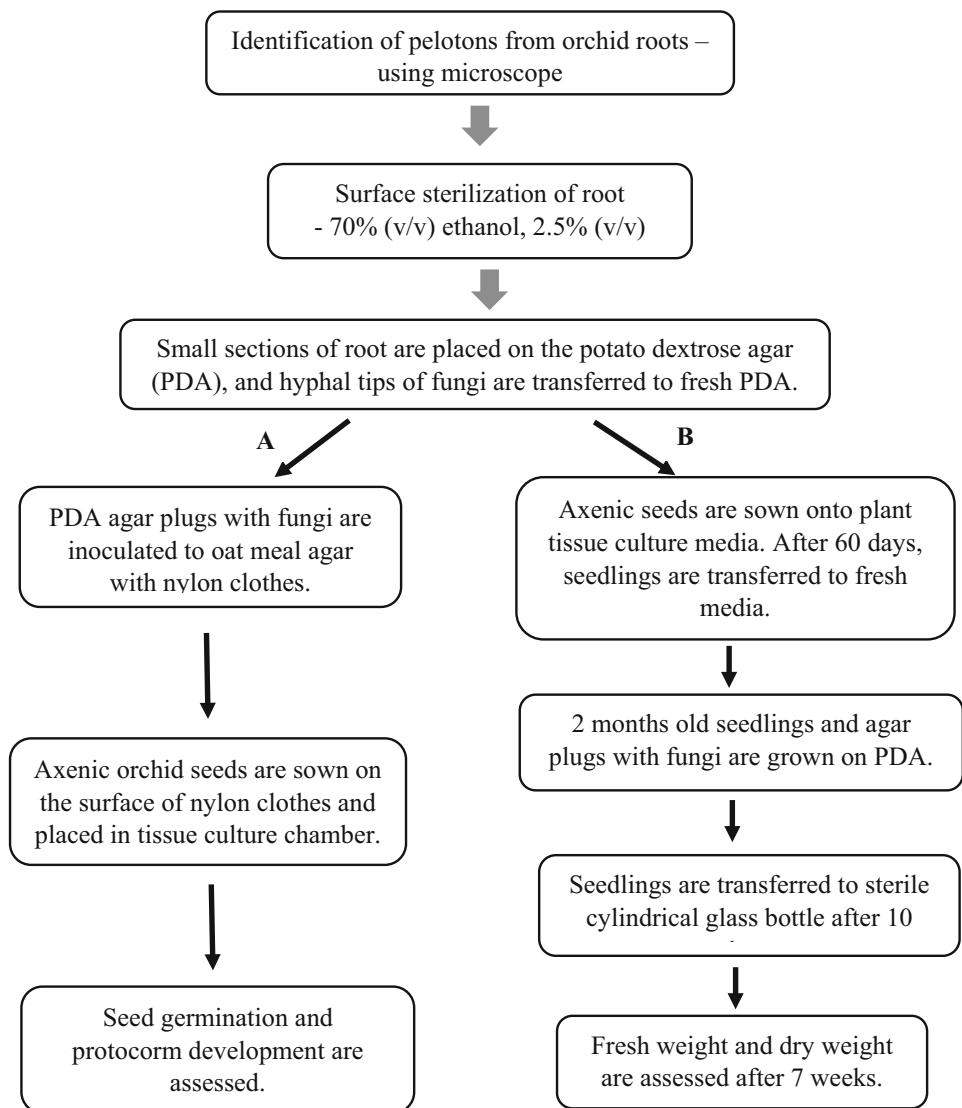 Identification of pelotons from orchid roots –
using microscope
Surface sterilization of root
- 70% (v/v) ethanol, 2.5% (v/v)
Small sections of root are placed on the potato dextrose agar
(PDA), and hyphal tips of fungi are transferred to fresh PDA.
A
PDA agar plugs with fungi are
inoculated to oat meal agar
with nylon clothes.
Axenic orchid seeds are sown on
the surface of nylon clothes and
placed in tissue culture chamber.
Seed germination and
protocorm development are
assessed.
B
Axenic seeds are sown onto plant
tissue culture media. After 60 days,
seedlings are transferred to fresh
media.
2 months old seedlings and agar
plugs with fungi are grown on PDA.
Seedlings are transferred to sterile
cylindrical glass bottle after 10
Fresh weight and dry weight
are assessed after 7 weeks.